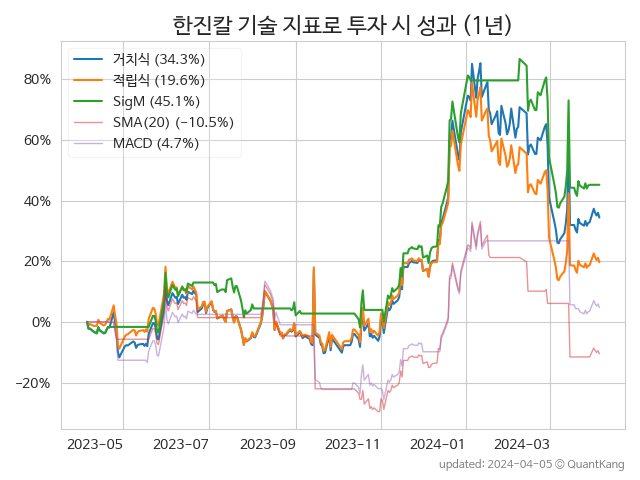 한진칼 기술 지표로 투자 시 성과 (1년)
거치식 (34.3%)
적립식 (19.6%)
SigM (45.1%)
SMA(20) (−10.5%)
MACD (4.7%)
80%
60%
40%
20%
0%
−20%
2023-05 2023-07 2023-09 2023-11 2024-01 2024-03
updated: 2024-04-05 © QuantKang